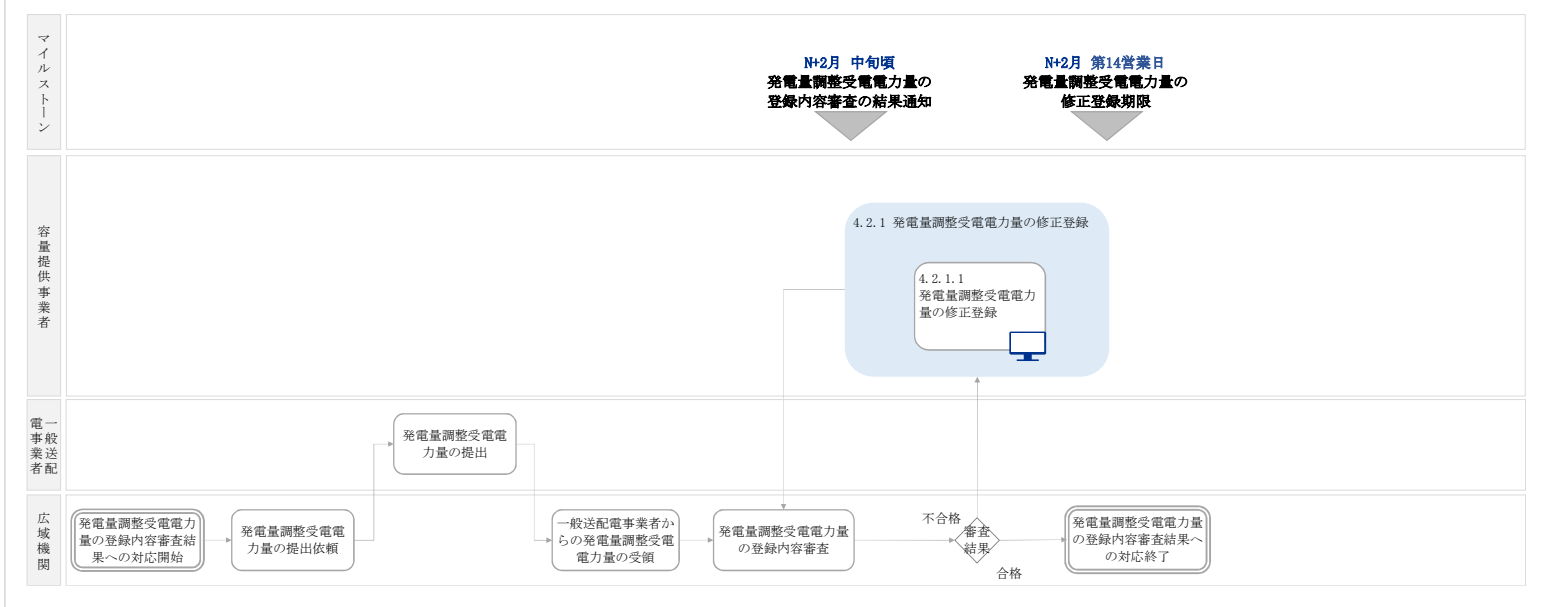 マイルストーン
N+2月 中旬頃
発電量調整受電電力量の
登録内容審査の結果通知
N+2月 第14営業日
発電量調整受電電力量の
修正登録期限
容量提供事業者
4.2.1 発電量調整受電電力量の修正登録
4.2.1.1
発電量調整受電電力
量の修正登録
一般送配
電事業者
発電量調整受電電
力量の提出
広域機関
発電量調整受電電力
量の登録内容審査結
果への対応開始
発電量調整受電電
力量の提出依頼
一般送配電事業者か
らの発電量調整受電
電力量の受領
発電量調整受電電力量
の登録内容審査
不合格
審査
結果
合格
発電量調整受電電力量
の登録内容審査結果へ
の対応終了